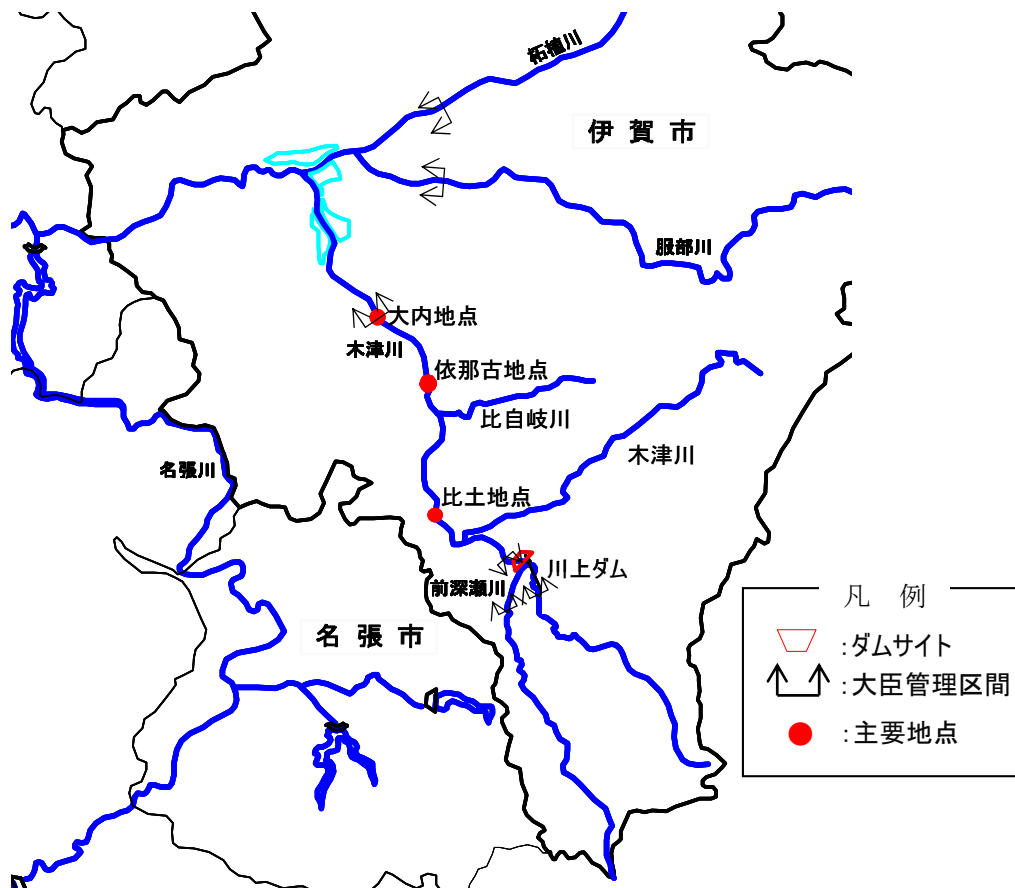 柘植川
伊賀市
服部川
大内地点
木津川
依那古地点
比自岐川
木津川
名張川
比土地点
川上ダム
前深瀬川
名張市
凡 例
:ダムサイト
:大臣管理区間
:主要地点